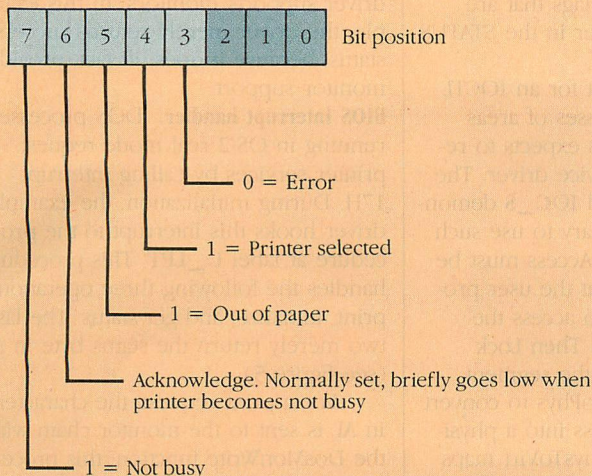 7 6 5 4 3 2 1 0 Bit position
0 = Error
1 = Printer selected
1 = Out of paper
Acknowledge. Normally set, briefly goes low when
printer becomes not busy
1 = Not busy